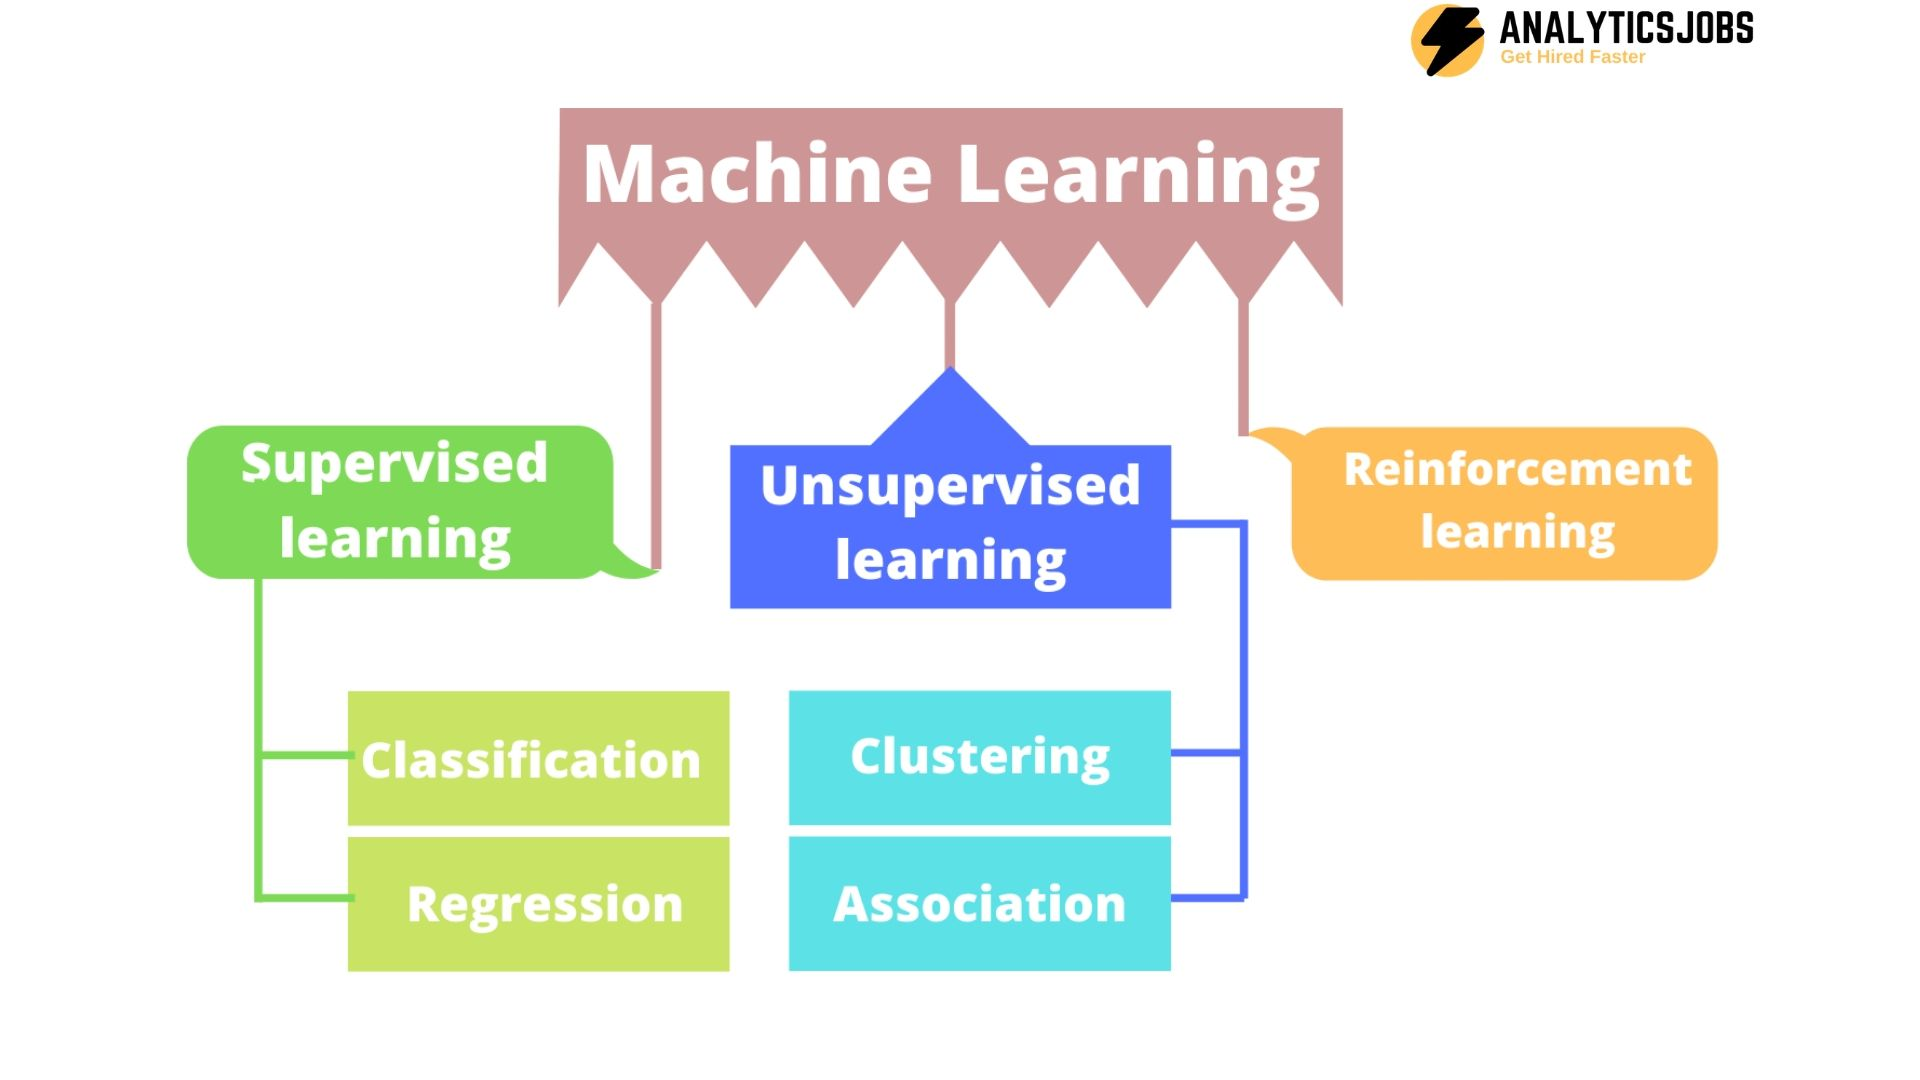 ANALYTICSJOBS
Get Hired Faster
Machine Learning
Supervised
learning
Unsupervised
learning
Reinforcement
learning
Classification
Clustering
Regression
Association